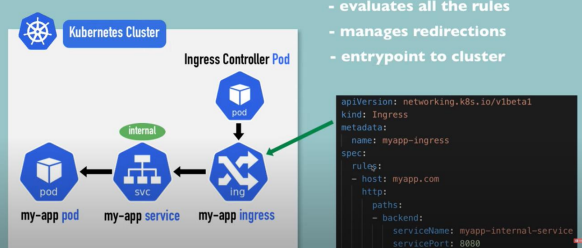 - evaluates all the rules
- manages redirections
- entrypoint to cluster
Kubernetes Cluster
Ingress Controller Pod
pod
internal
pod
svc
ing
my-app pod
my-app service
my-app ingress
apiVersion: networking.k8s.io/v1beta1
kind: Ingress
metadata:
name: myapp-ingress
spec:
rules:
- host: myapp.com
http:
paths:
- backend:
serviceName: myapp-internal-service
servicePort: 8080